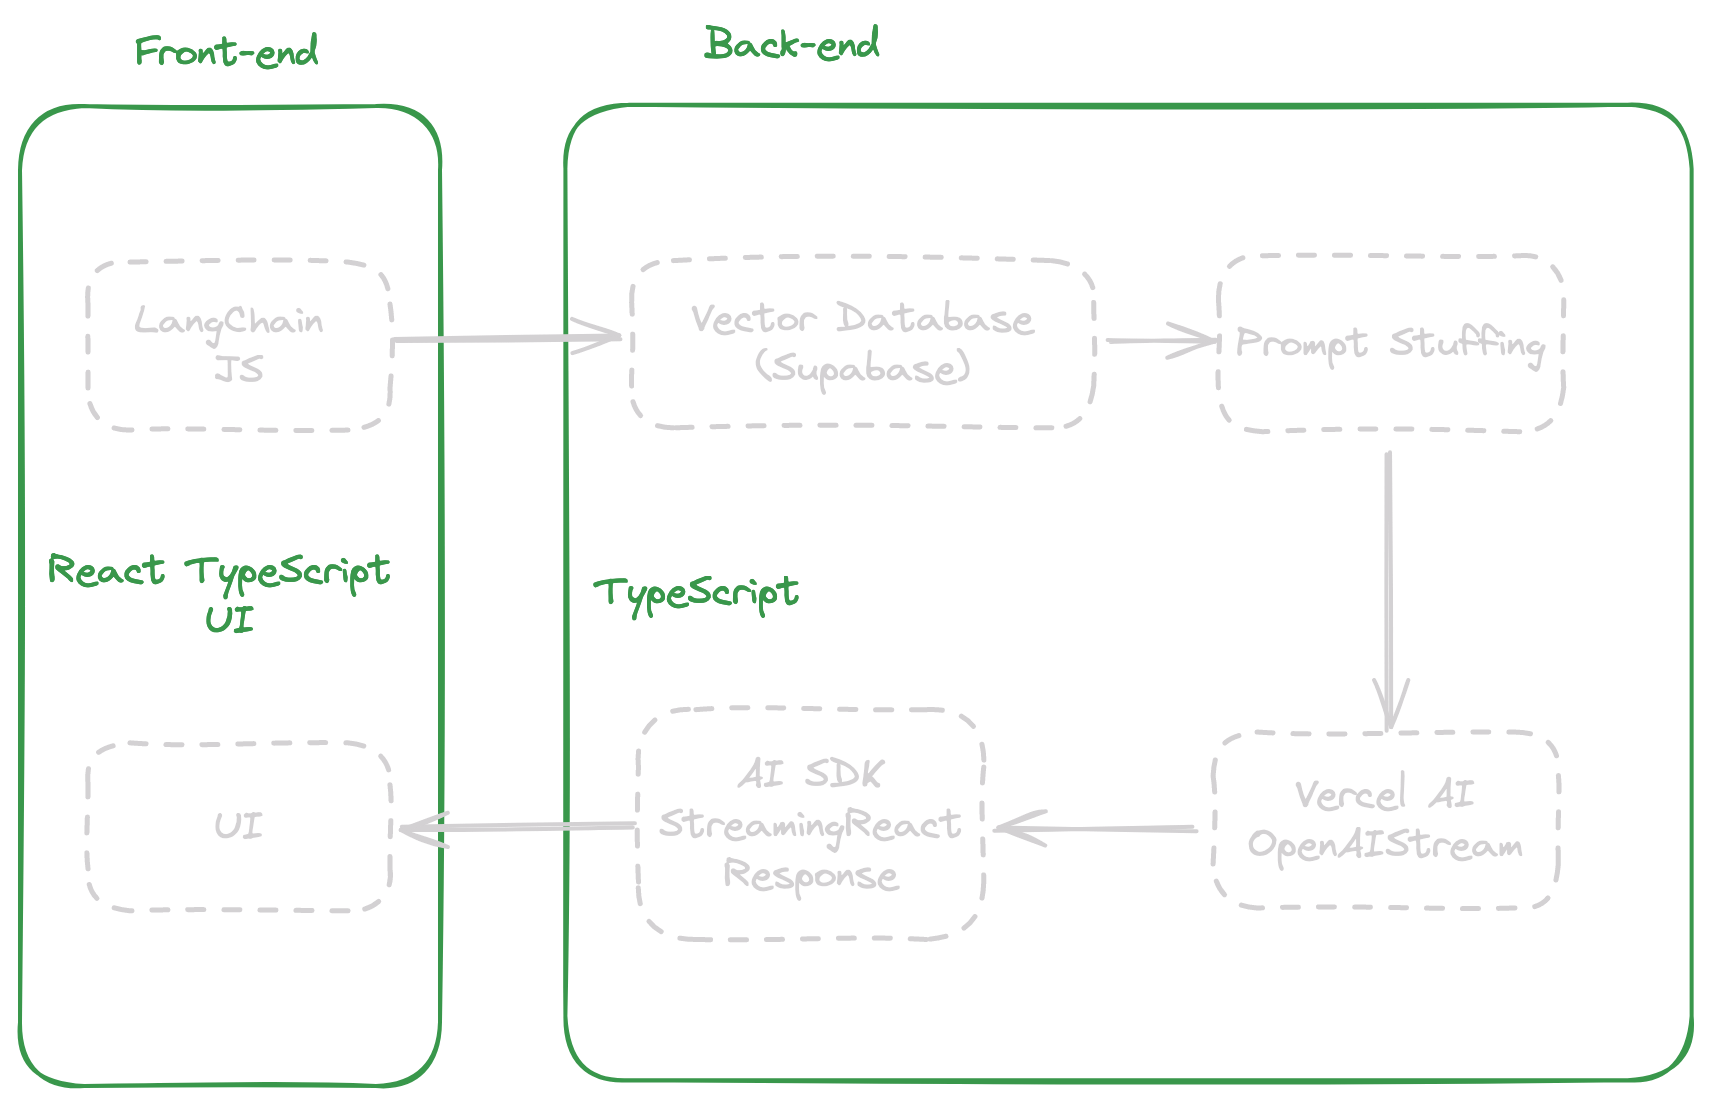 Front-end
Back-end
LangChain
JS
Vector Database
(Supabase)
Prompt Stuffing
React TypeScript
UI
TypeScript
UI
AI SDK
StreamingReact
Response
Vercel AI
OpenAIStream